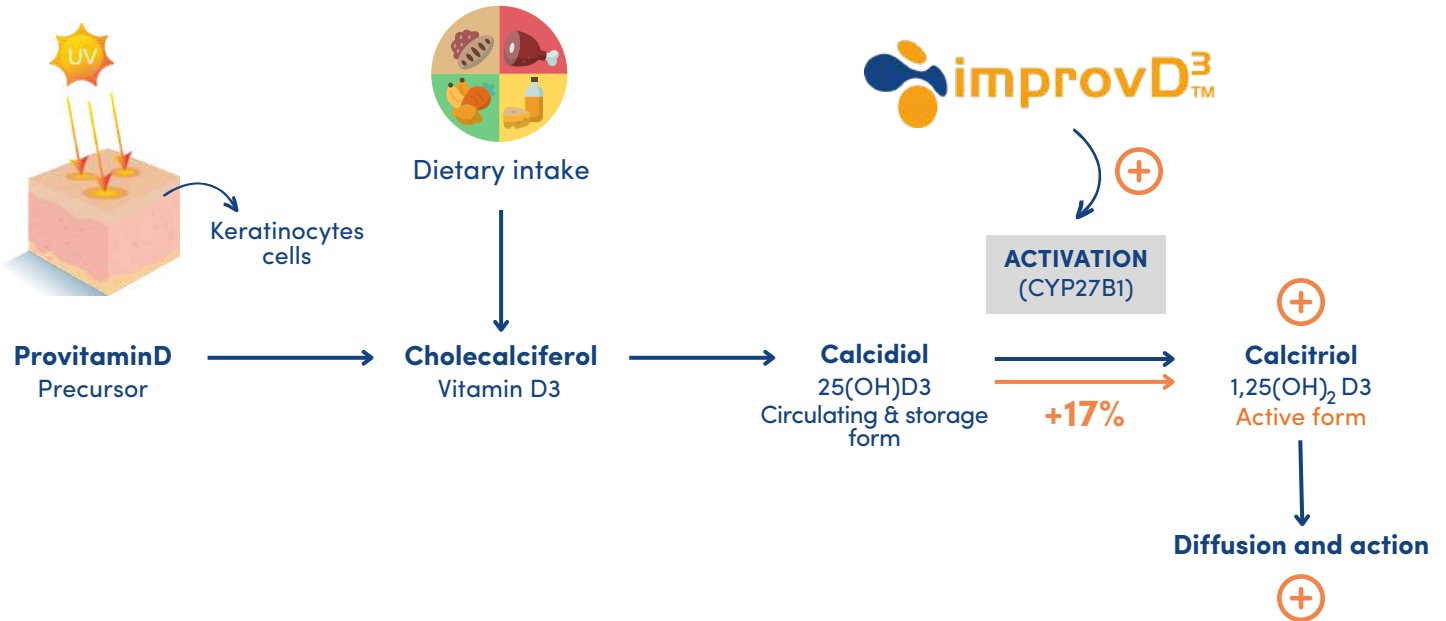 UV
Keratinocytes
cells
Dietary intake
improvD³™
ACTIVATION
(CYP27B1)
ProvitaminD
Precursor
Cholecalciferol
Vitamin D3
Calcidiol
25(OH)D3
Circulating & storage
form
+17%
Calcitriol
1,25(OH)₂ D3
Active form
Diffusion and action